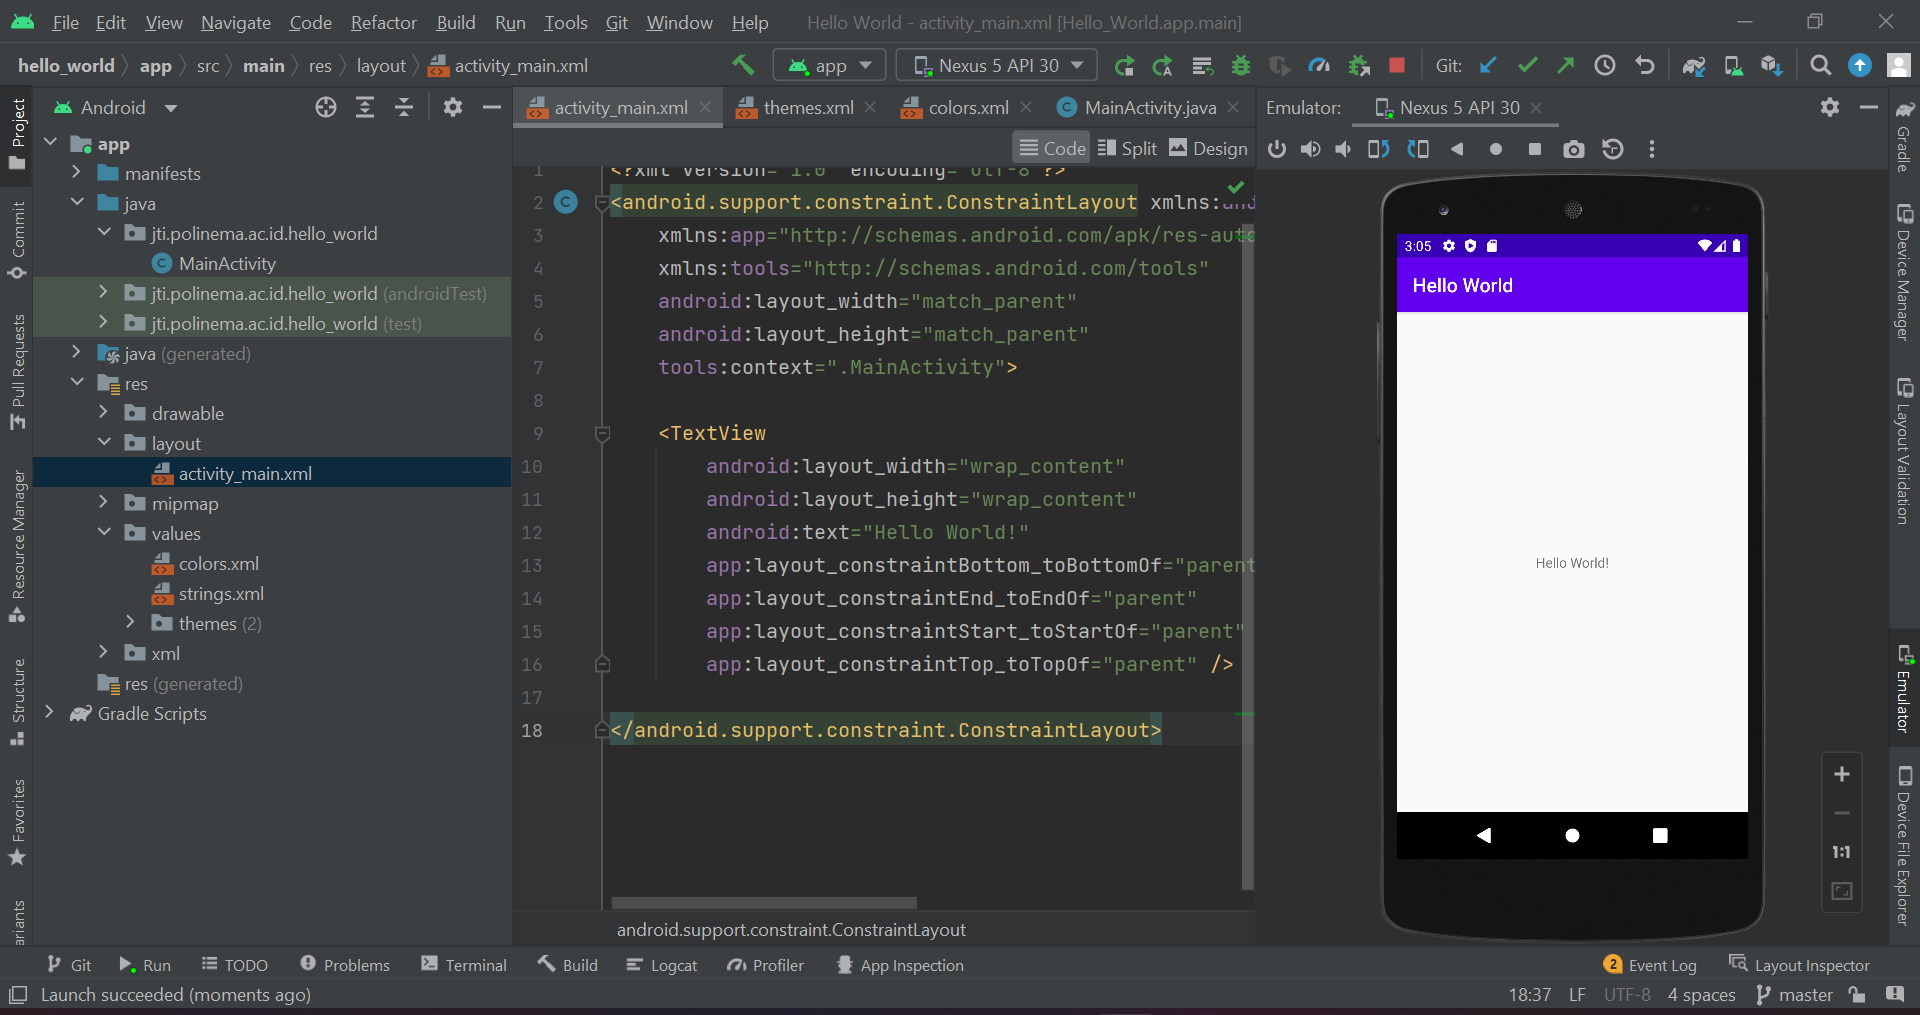 File Edit View Navigate Code Refactor Build Run Tools Git Window Help Hello World - activity_main.xml [Hello_World.app.main]
hello_world app src main res layout activity_main.xml app Nexus 5 API 30 Git:
Project
Commit
Pull Requests
Resource Manager
Structure
Favorites
Android
app
manifests
java
jti.polinema.ac.id.hello_world
MainActivity
jti.polinema.ac.id.hello_world (androidTest)
jti.polinema.ac.id.hello_world (test)
java (generated)
res
drawable
layout
activity_main.xml
mipmap
values
colors.xml
strings.xml
themes (2)
xml
res (generated)
Gradle Scripts
activity_main.xml themes.xml colors.xml MainActivity.java
Code Split Design
1 <?xml version="1.0" encoding="utf-8"?>
2 <android.support.constraint.ConstraintLayout xmlns:and
3 xmlns:app="http://schemas.android.com/apk/res-auto
4 xmlns:tools="http://schemas.android.com/tools"
5 android:layout_width="match_parent"
6 android:layout_height="match_parent"
7 tools:context=".MainActivity">
8
9 <TextView
10 android:layout_width="wrap_content"
11 android:layout_height="wrap_content"
12 android:text="Hello World!"
13 app:layout_constraintBottom_toBottomOf="parent
14 app:layout_constraintEnd_toEndOf="parent"
15 app:layout_constraintStart_toStartOf="parent"
16 app:layout_constraintTop_toTopOf="parent" />
17
18 </android.support.constraint.ConstraintLayout>
android.support.constraint.ConstraintLayout
Emulator: Nexus 5 API 30
3:05
Hello World
Hello World!
1:1
Gradle
Device Manager
Layout Validation
Emulator
Device File Explorer
Git Run TODO Problems Terminal Build Logcat Profiler App Inspection 2 Event Log Layout Inspector
Launch succeeded (moments ago) 18:37 LF UTF-8 4 spaces master